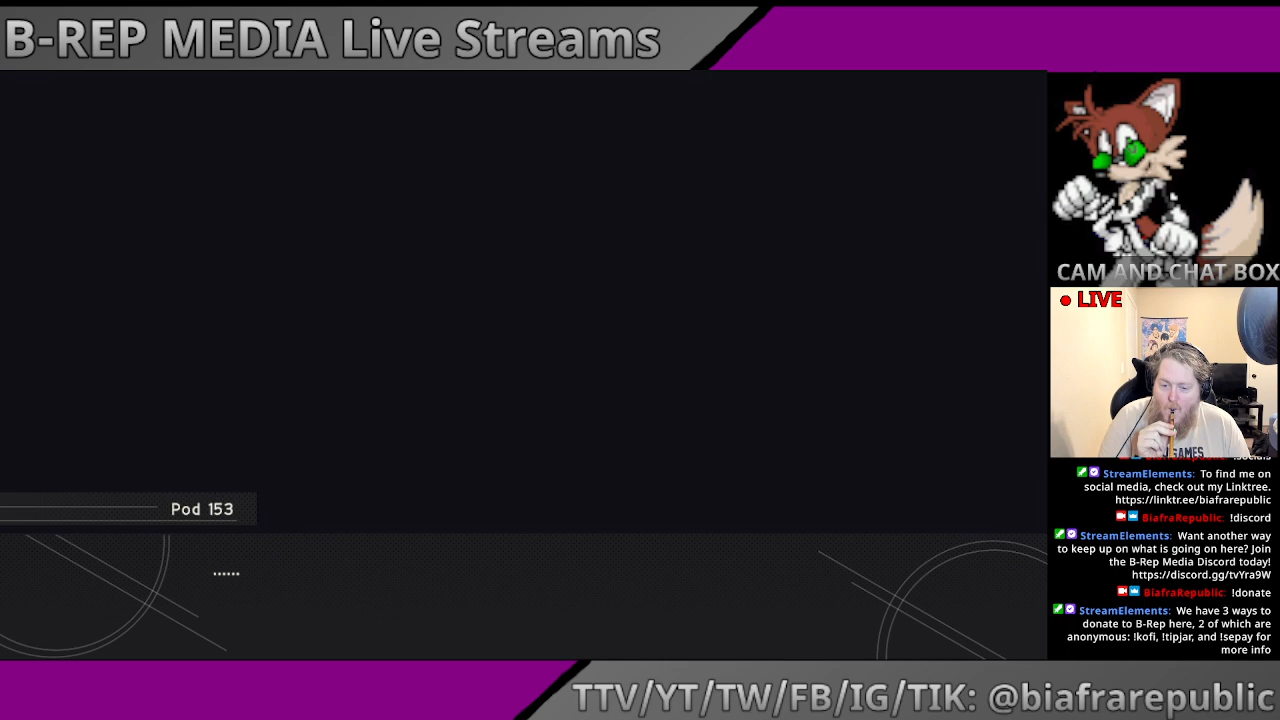 B-REP MEDIA Live Streams
CAM AND CHAT BOX
LIVE
GAMES
Pod 153
......
StreamElements: To find me on
social media, check out my Linktree.
https://linktr.ee/biafrarepublic
BiafraRepublic: !discord
StreamElements: Want another way
to keep up on what is going on here? Join
the B-Rep Media Discord today!
https://discord.gg/tvYra9W
BiafraRepublic: !donate
StreamElements: We have 3 ways to
donate to B-Rep here, 2 of which are
anonymous: !kofi, !tipjar, and !sepay for
more info
TTV/YT/TW/FB/IG/TIK: @biafrarepublic